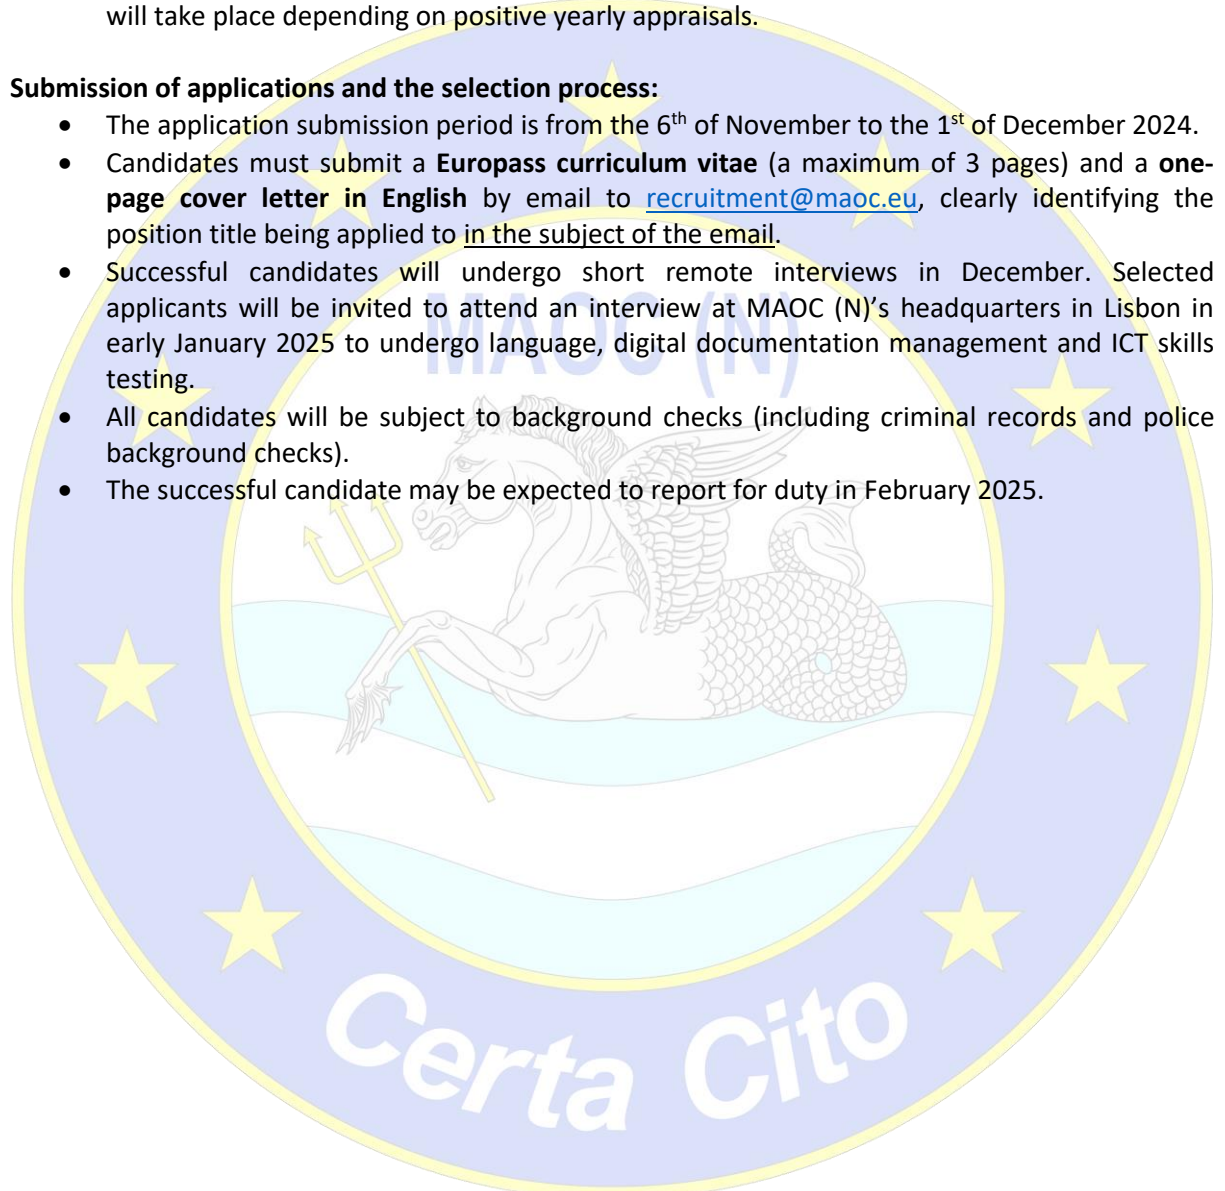 will take place depending on positive yearly appraisals.
Submission of applications and the selection process:
• The application submission period is from the 6th of November to the 1st of December 2024.
• Candidates must submit a Europass curriculum vitae (a maximum of 3 pages) and a one-
page cover letter in English by email to recruitment@maoc.eu, clearly identifying the
position title being applied to in the subject of the email.
• Successful candidates will undergo short remote interviews in December. Selected
applicants will be invited to attend an interview at MAOC (N)’s headquarters in Lisbon in
early January 2025 to undergo language, digital documentation management and ICT skills
testing.
• All candidates will be subject to background checks (including criminal records and police
background checks).
• The successful candidate may be expected to report for duty in February 2025.
MAOC (N)
Certa Cito